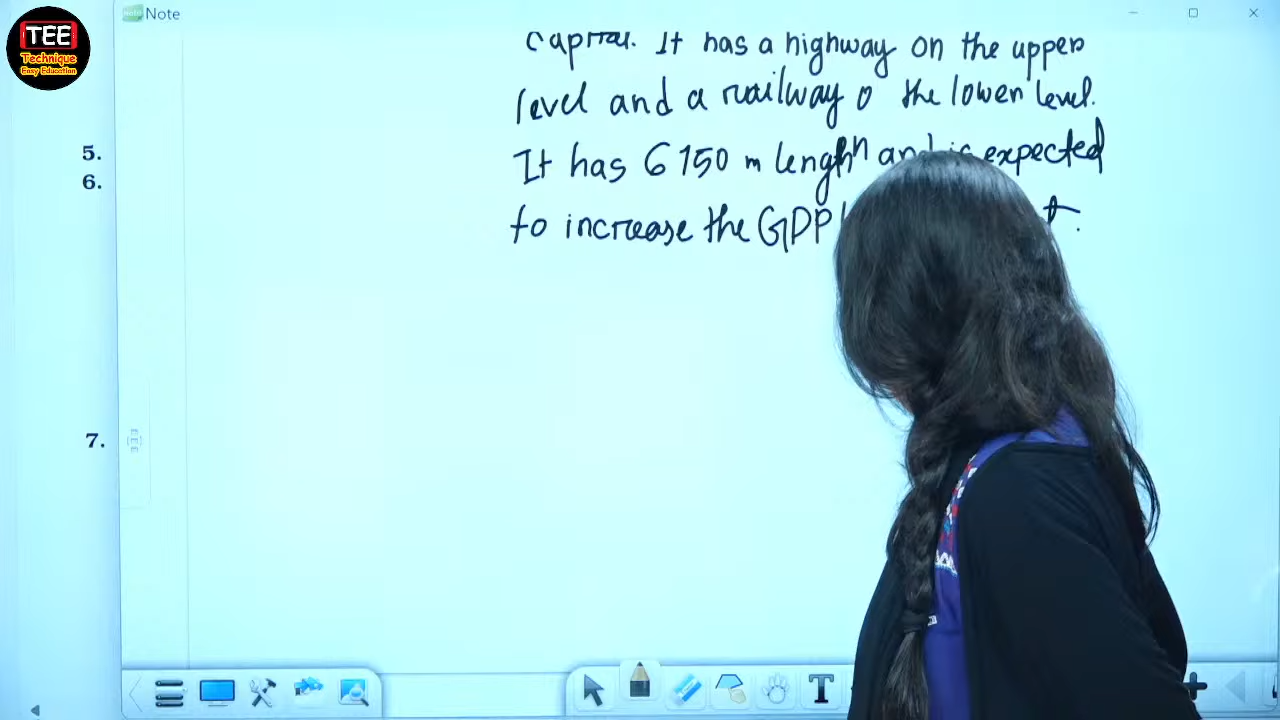 TEE
Technique
Easy Education
Note
capital. It has a highway on the upper
level and a railway o the lower level.
5.
It has 6150 m length and is expected
6.
to increase the GDP
7.
T